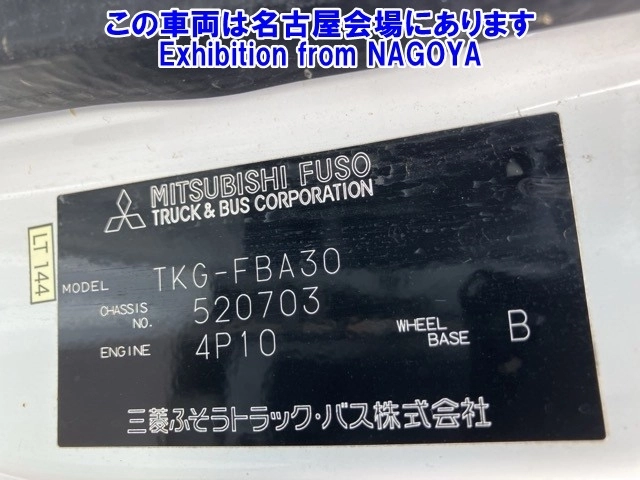 この車両は名古屋会場にあります
Exhibition from NAGOYA
MITSUBISHI FUSO
TRUCK & BUS CORPORATION
LT 144
MODEL TKG-FBA30
CHASSIS NO. 520703
ENGINE 4P10
WHEEL BASE B
三菱ふそうトラック・バス株式会社